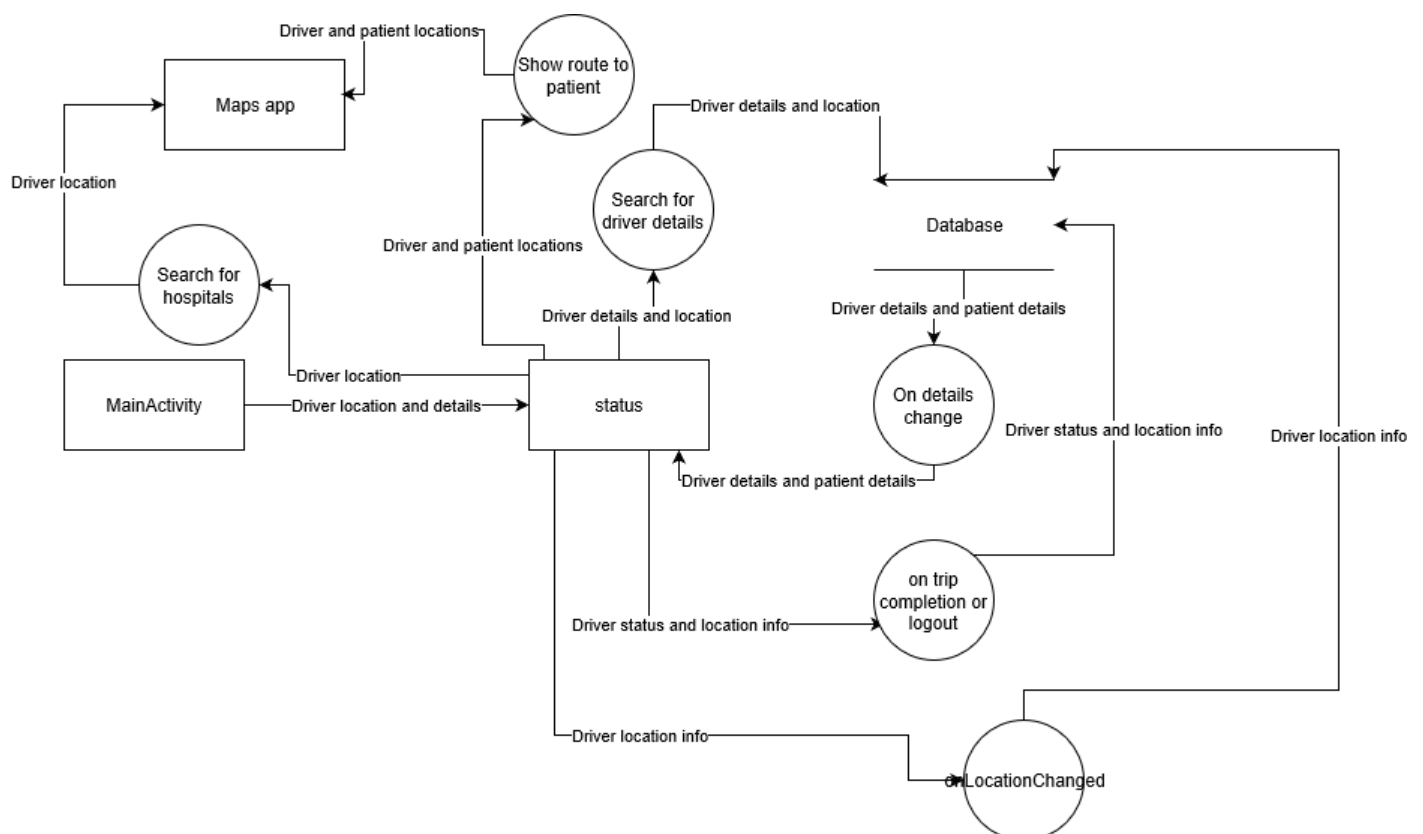 Driver and patient locations
Show route to
patient
Maps app
Driver details and location
Driver location
Search for
driver details
Database
Driver and patient locations
Search for
hospitals
Driver details and location
Driver details and patient details
Driver location
MainActivity
Driver location and details
status
On details
change
Driver status and location info
Driver location info
Driver details and patient details
on trip
completion or
logout
Driver status and location info
Driver location info
onLocationChanged